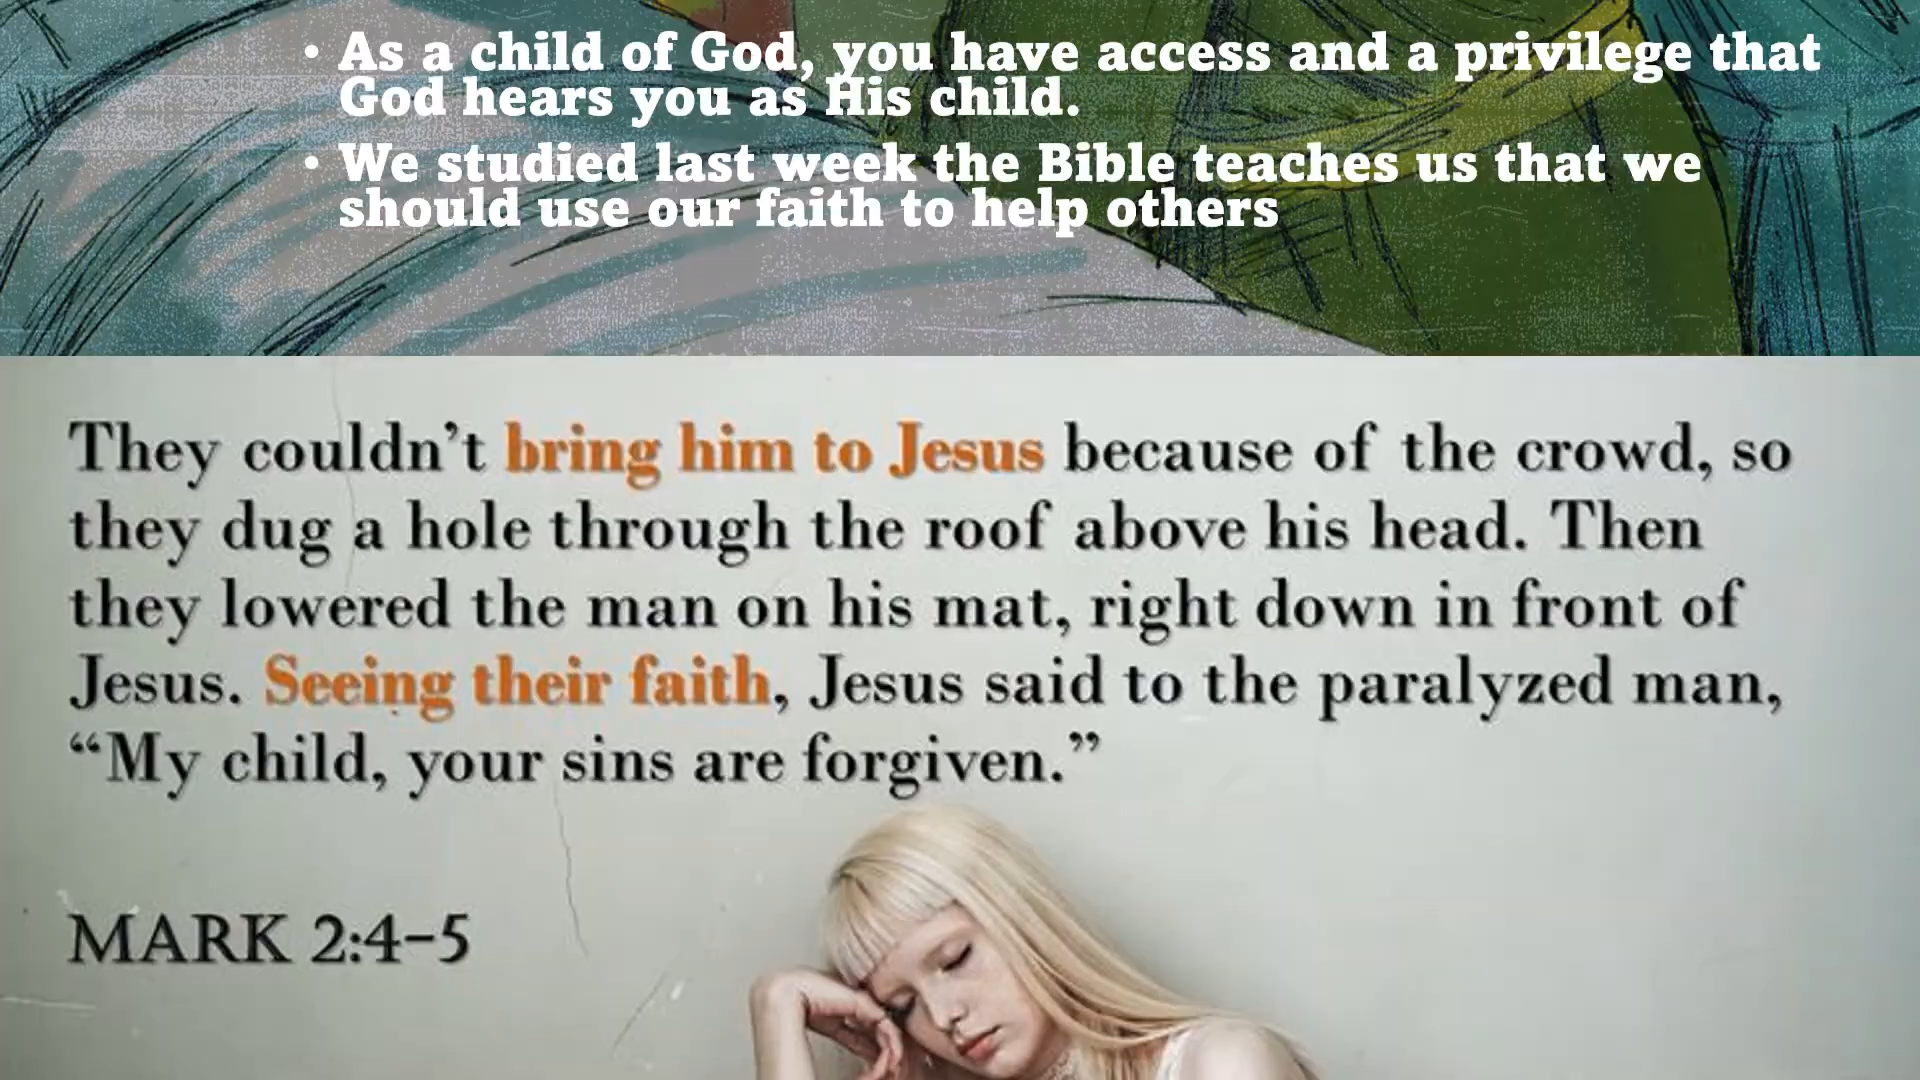 • As a child of God, you have access and a privilege that
God hears you as His child.
• We studied last week the Bible teaches us that we
should use our faith to help others
They couldn’t bring him to Jesus because of the crowd, so
they dug a hole through the roof above his head. Then
they lowered the man on his mat, right down in front of
Jesus. Seeing their faith, Jesus said to the paralyzed man,
“My child, your sins are forgiven.”
MARK 2:4–5